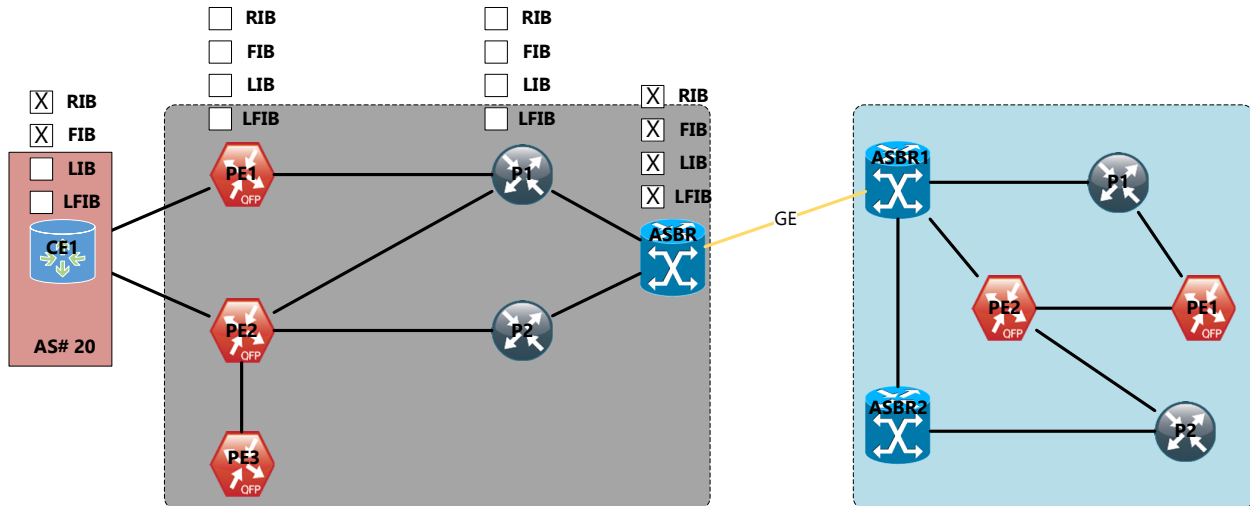 RIB
FIB
LIB
LFIB
RIB
FIB
LIB
LFIB
X RIB
X FIB
LIB
LFIB
X RIB
X FIB
X LIB
X LFIB
CE1
AS# 20
PE1
QFP
P1
ASBR
PE2
QFP
P2
PE3
QFP
GE
ASBR1
P1
PE2
QFP
PE1
QFP
ASBR2
P2